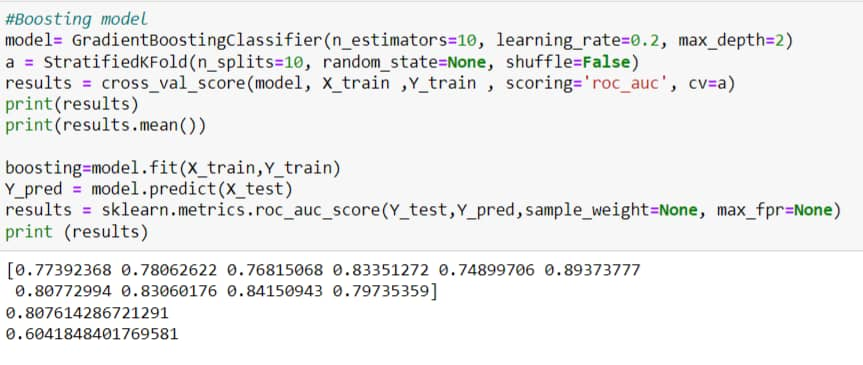 #Boosting model
model= GradientBoostingClassifier(n_estimators=10, learning_rate=0.2, max_depth=2)
a = StratifiedKFold(n_splits=10, random_state=None, shuffle=False)
results = cross_val_score(model, X_train ,Y_train , scoring='roc_auc', cv=a)
print(results)
print(results.mean())

boosting=model.fit(X_train,Y_train)
Y_pred = model.predict(X_test)
results = sklearn.metrics.roc_auc_score(Y_test,Y_pred,sample_weight=None, max_fpr=None)
print (results)
[0.77392368 0.78062622 0.76815068 0.83351272 0.74899706 0.89373777
 0.80772994 0.83060176 0.84150943 0.79735359]
0.807614286721291
0.6041848401769581